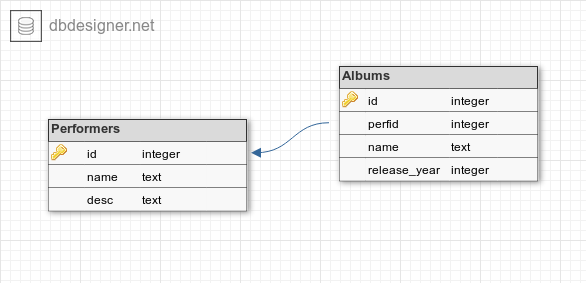 dbdesigner.net
Performers
id integer
name text
desc text
Albums
id integer
perfid integer
name text
release_year integer